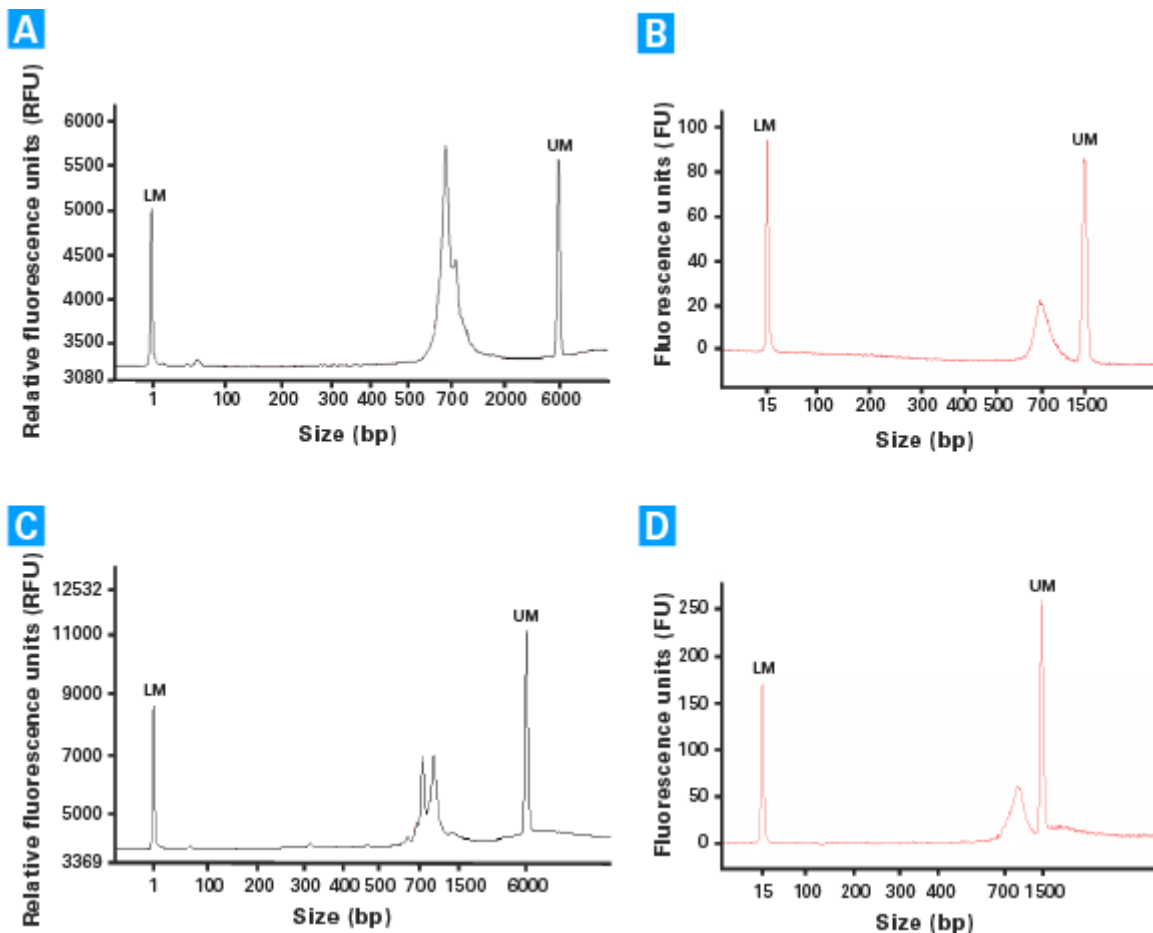 A
Relative fluorescence units (RFU)
6000
5500
5000
4500
4000
3500
3080
LM
UM
1 100 200 300 400 500 700 2000 6000
Size (bp)
B
Fluorescence units (FU)
100
80
60
40
20
0
LM
UM
15 100 200 300 400 500 700 1500
Size (bp)
C
Relative fluorescence units (RFU)
12532
11000
9000
7000
5000
3369
LM
UM
1 100 200 300 400 500 700 1500 6000
Size (bp)
D
Fluorescence units (FU)
250
200
150
100
50
0
LM
UM
15 100 200 300 400 700 1500
Size (bp)